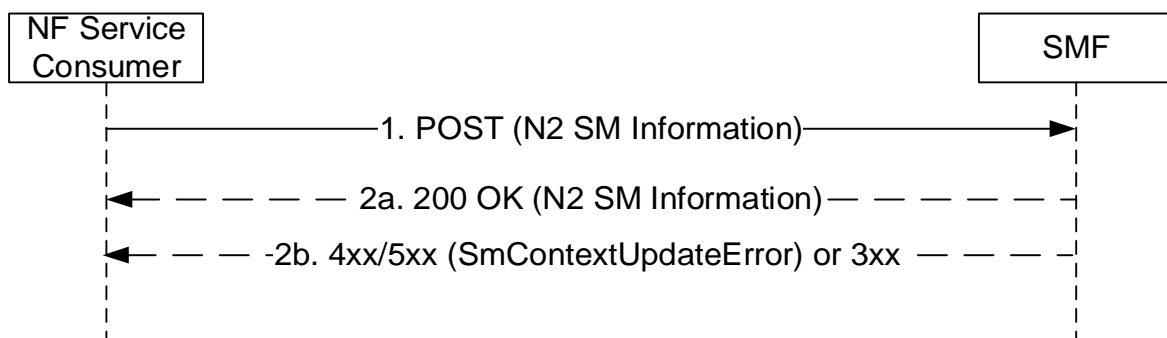 NF Service
Consumer
SMF
1. POST (N2 SM Information)
2a. 200 OK (N2 SM Information)
2b. 4xx/5xx (SmContextUpdateError) or 3xx